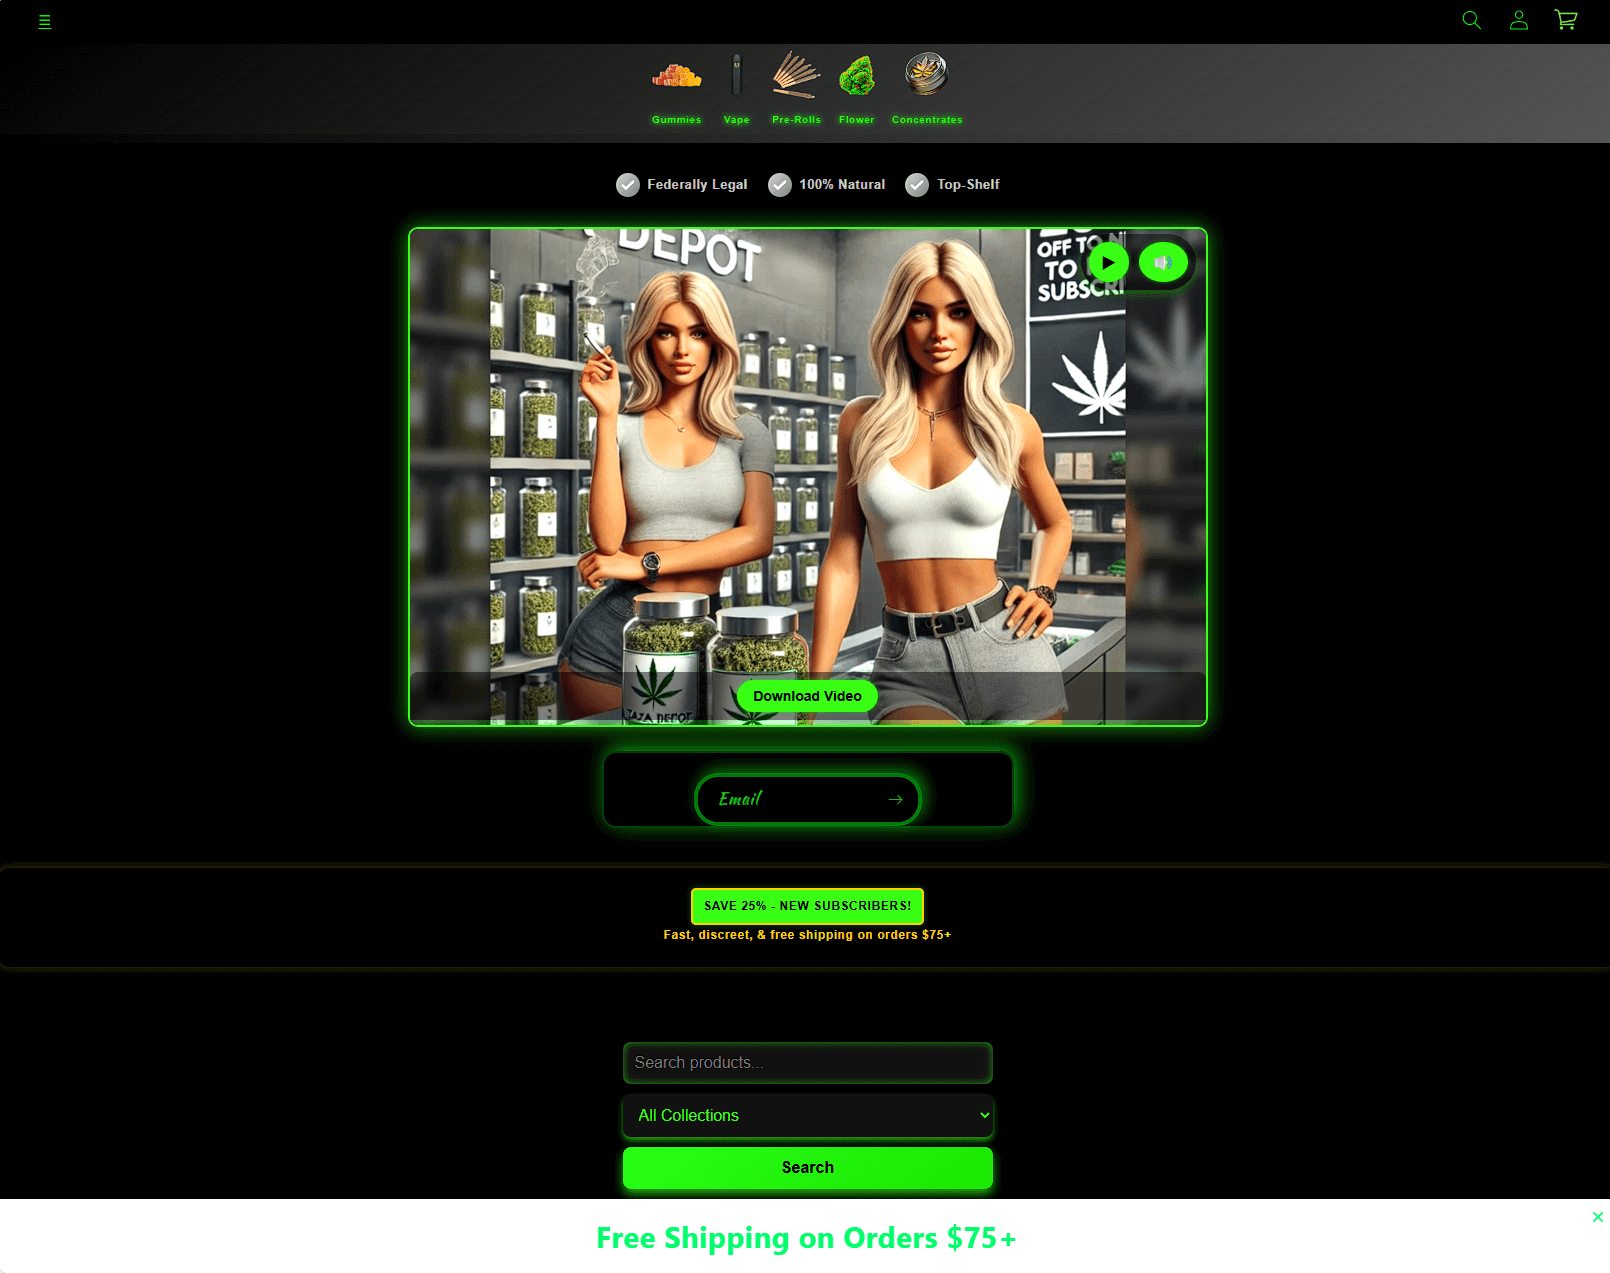 Gummies Vape Pre-Rolls Flower Concentrates
Federally Legal 100% Natural Top-Shelf
DEPOT
OFF TO
TO
SUBSCRI
Download Video
DEPOT
Email
SAVE 25% - NEW SUBSCRIBERS!
Fast, discreet, & free shipping on orders $75+
Search products...
All Collections
Search
Free Shipping on Orders $75+